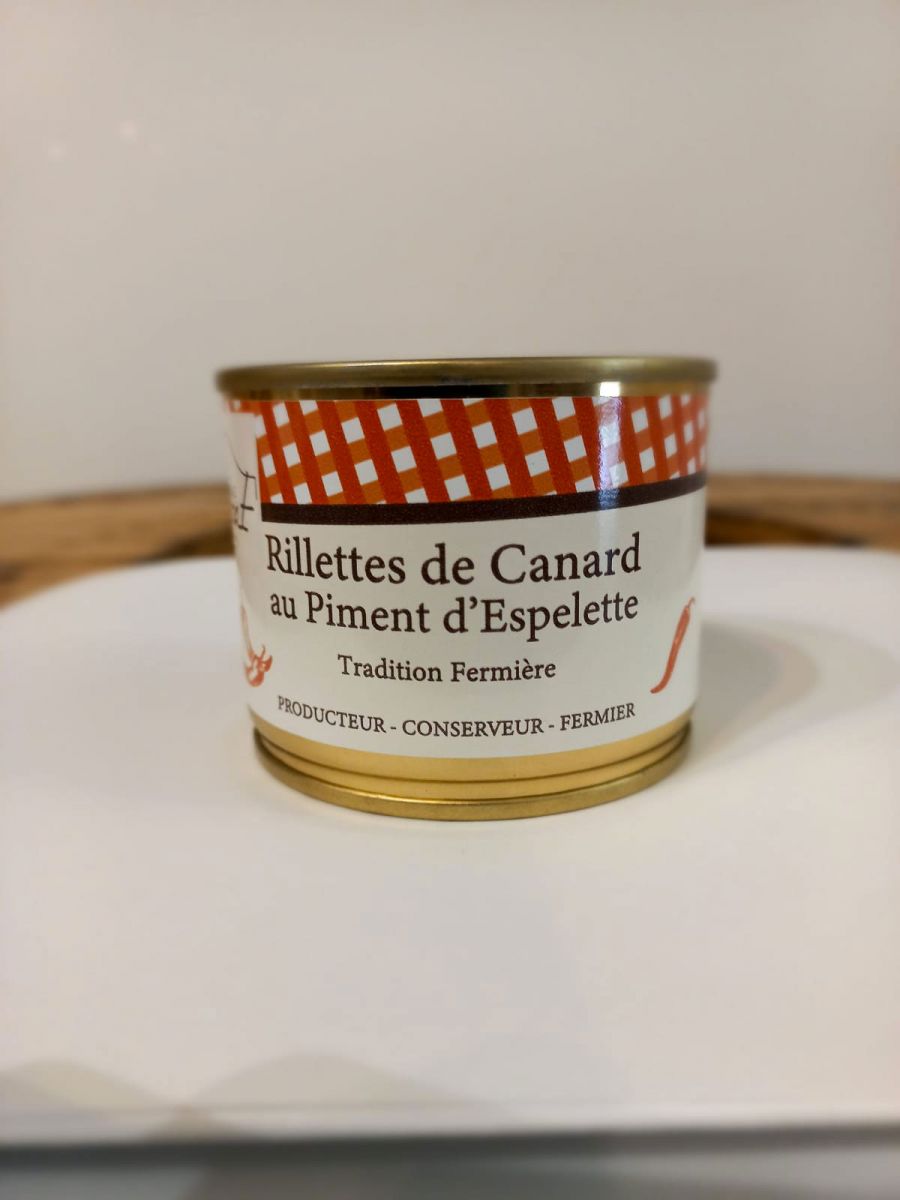 Rillettes de Canard
au Piment d'Espelette
Tradition Fermière
PRODUCTEUR - CONSERVEUR - FERMIER